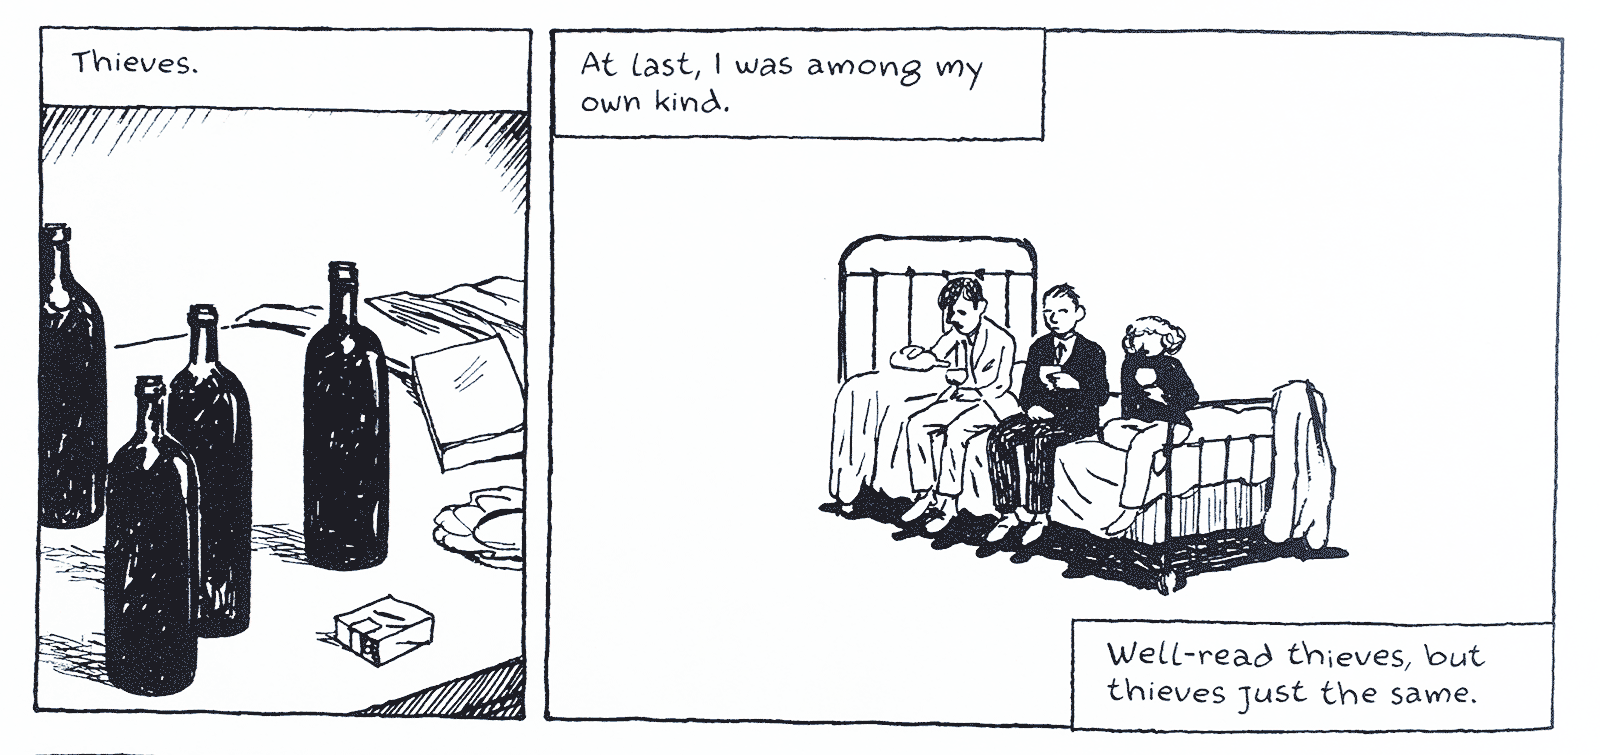 Thieves.
At last, I was among my
own kind.
Well-read thieves, but
thieves just the same.